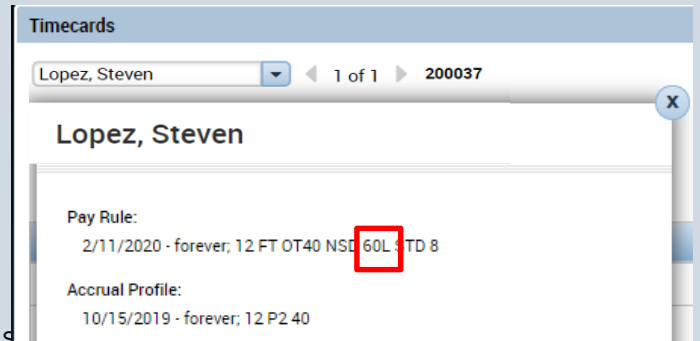 Timecards
Lopez, Steven 1 of 1 200037
X
Lopez, Steven
Pay Rule:
2/11/2020 - forever; 12 FT OT40 NSD 60L STD 8
Accrual Profile:
10/15/2019 - forever; 12 P2 40